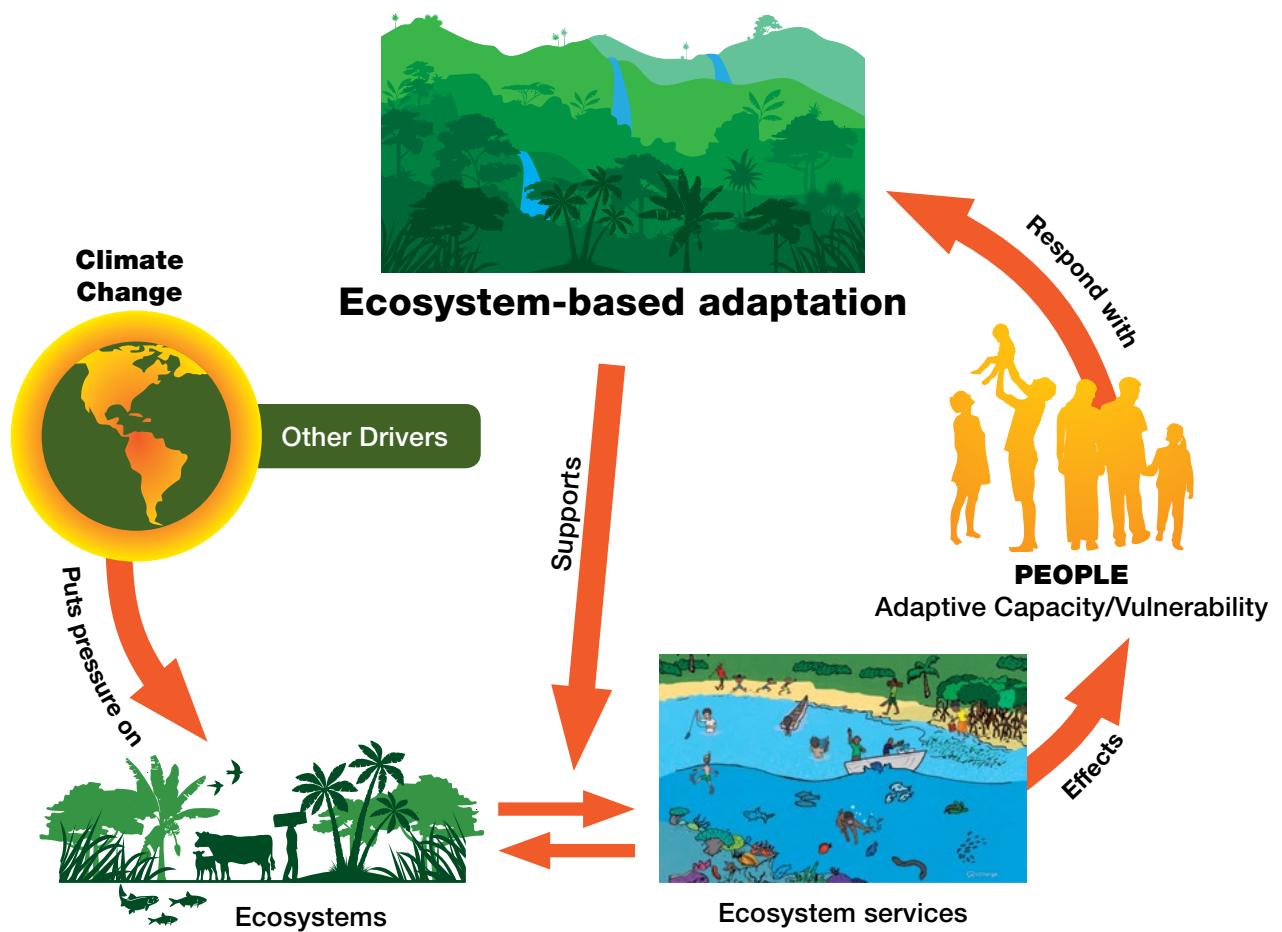 Climate
Change
Ecosystem-based adaptation
Respond with
Other Drivers
Supports
PEOPLE
Adaptive Capacity/Vulnerability
Puts pressure on
Effects
Ecosystems
Ecosystem services